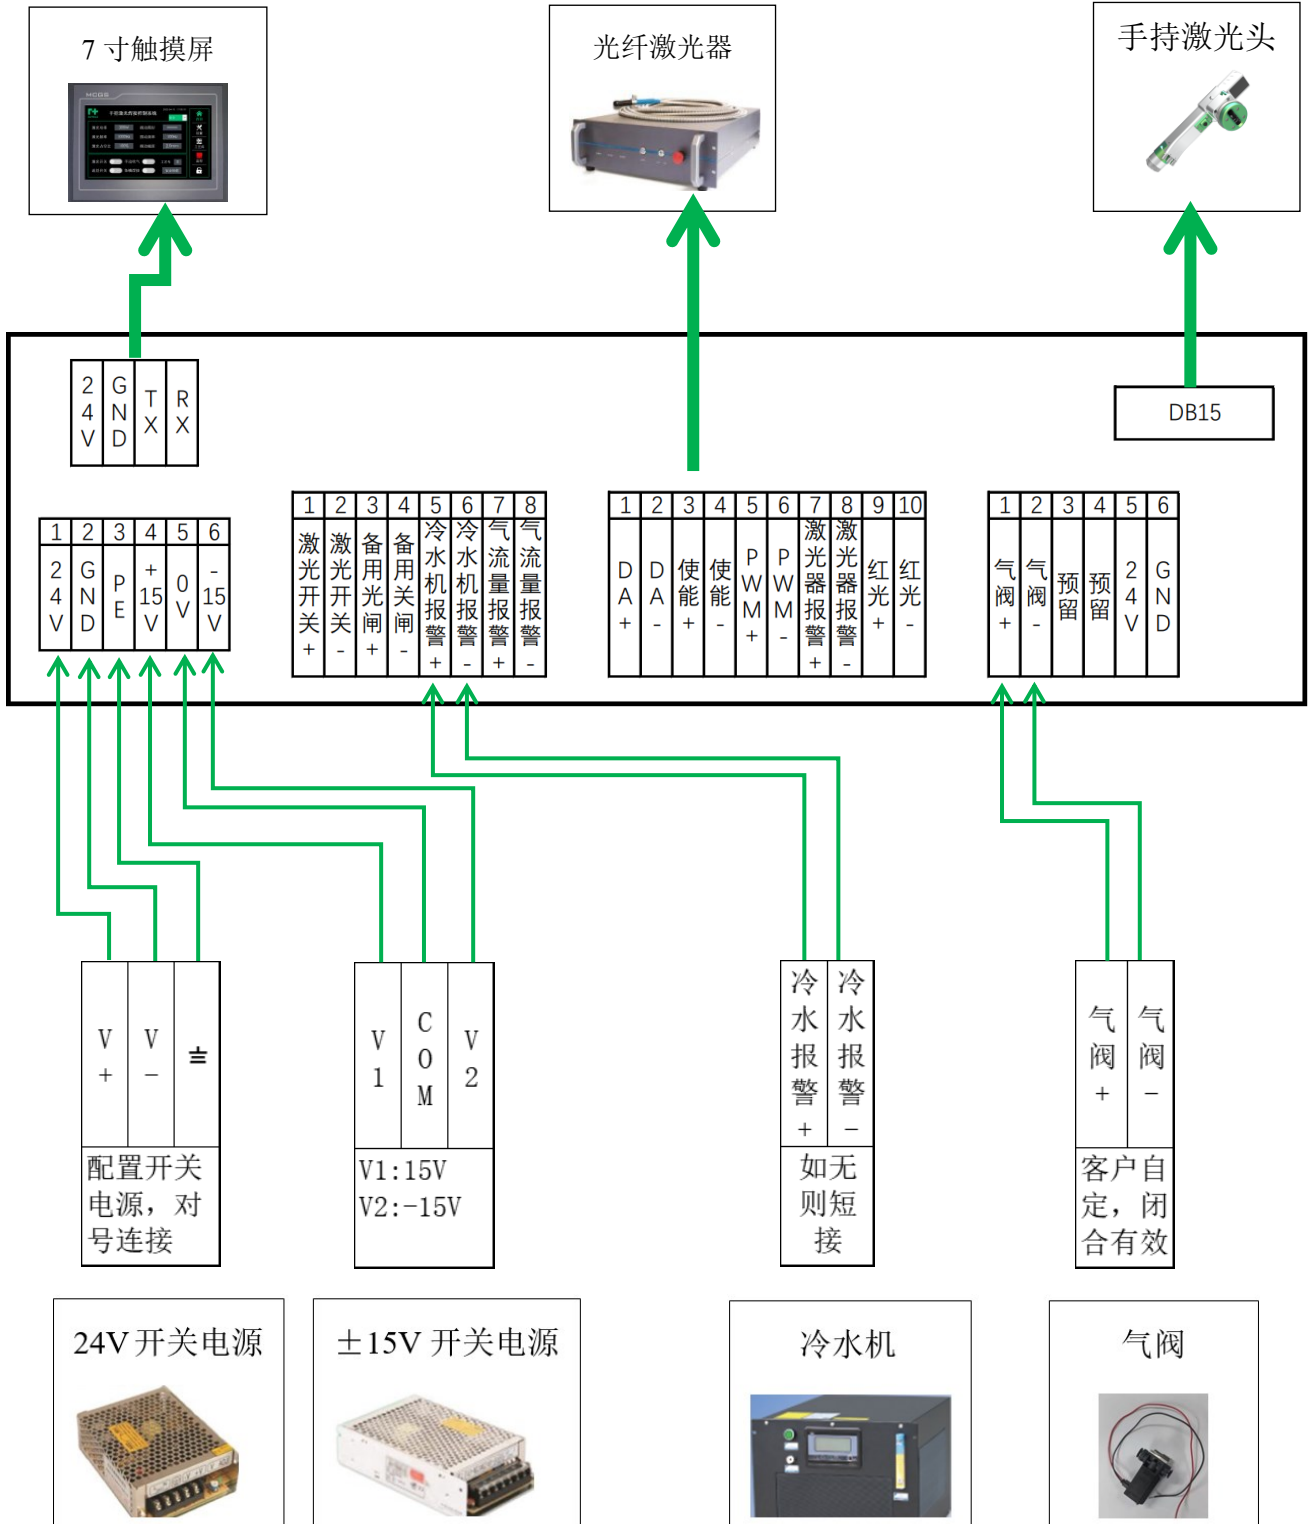 7 寸触摸屏
光纤激光器
手持激光头
MCGS
24V
GND
TX
RX
DB15
1 2 3 4 5 6
24V
GND
PE
+15V
0V
-15V
1 2 3 4 5 6 7 8
激光开关+
激光开关-
备用光闸+
备用关闸-
冷水机报警+
冷水机报警-
气流量报警+
气流量报警-
1 2 3 4 5 6 7 8 9 10
DA+
DA-
使能+
使能-
PWM+
PWM-
激光器报警+
激光器报警-
红光+
红光-
1 2 3 4 5 6
气阀+
气阀-
预留
预留
24V
GND
V+
V-
配置开关
电源，对
号连接
V1
COM
V2
V1:15V
V2:-15V
冷水报警+
冷水报警-
如无
则短
接
气阀+
气阀-
客户自
定，闭
合有效
24V 开关电源
±15V 开关电源
冷水机
气阀